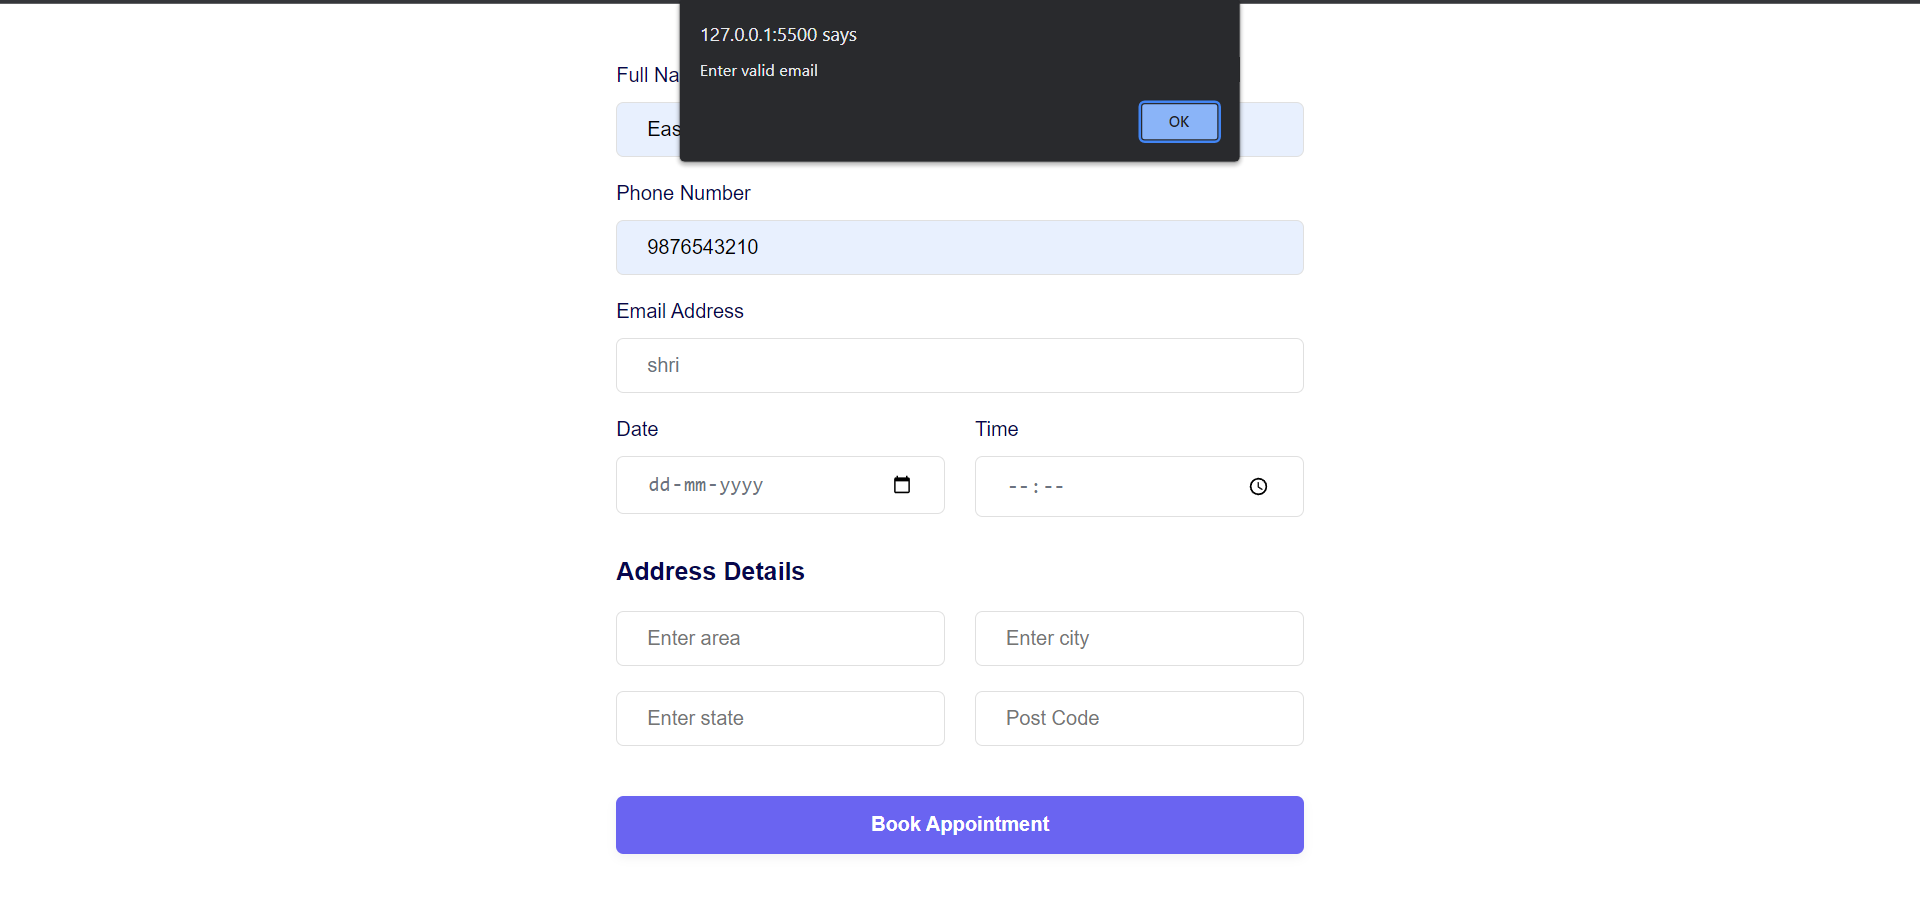 127.0.0.1:5500 says
Enter valid email
OK
Full Na
Eas
Phone Number
9876543210
Email Address
shri
Date
Time
dd-mm-yyyy
--:--
Address Details
Enter area
Enter city
Enter state
Post Code
Book Appointment